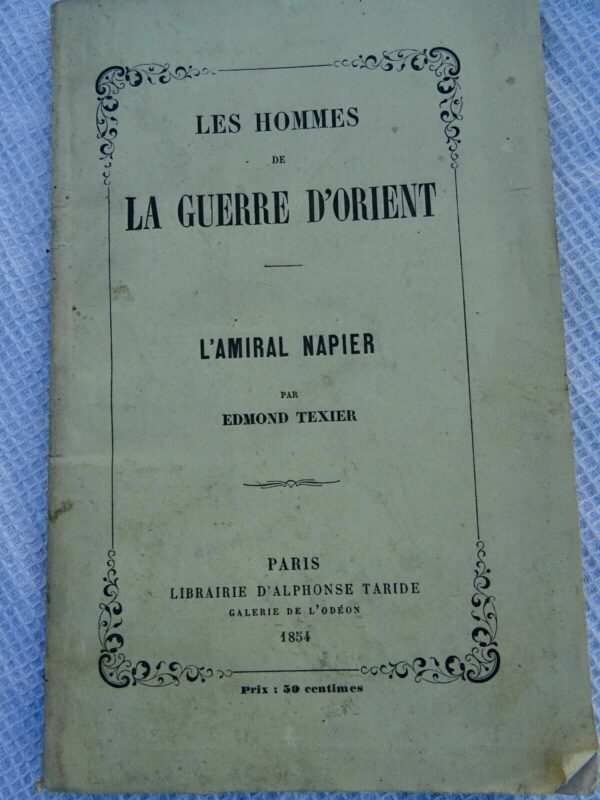 LES HOMMES
DE
LA GUERRE D'ORIENT
L'AMIRAL NAPIER
PAR
EDMOND TEXIER
PARIS
LIBRAIRIE D'ALPHONSE TARIDE
GALERIE DE L'ODÉON
1854
Prix : 50 centimes